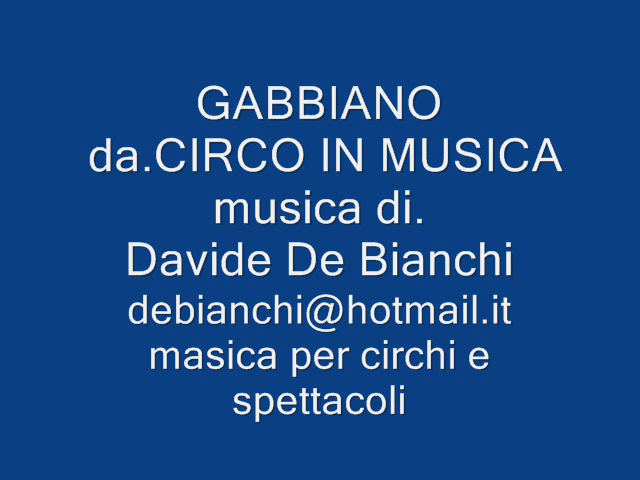 GABBIANO
da.CIRCO IN MUSICA
musica di.
Davide De Bianchi
debianchi@hotmail.it
masica per circhi e
spettacoli